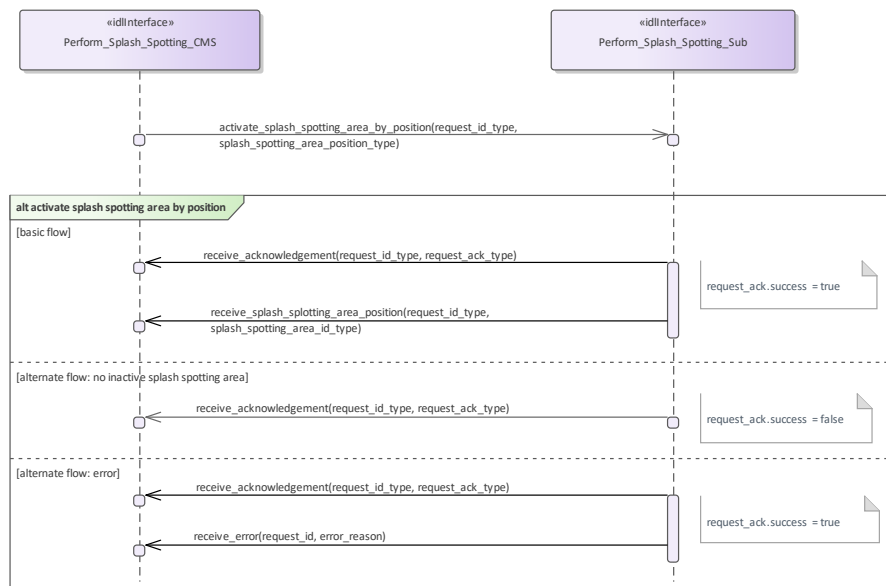 «idlInterface»
Perform_Splash_Spotting_CMS
«idlInterface»
Perform_Splash_Spotting_Sub
activate_splash_spotting_area_by_position(request_id_type,
splash_spotting_area_position_type)
alt activate splash spotting area by position
[basic flow]
receive_acknowledgement(request_id_type, request_ack_type)
request_ack.success = true
receive_splash_splotting_area_position(request_id_type,
splash_spotting_area_id_type)
[alternate flow: no inactive splash spotting area]
receive_acknowledgement(request_id_type, request_ack_type)
request_ack.success = false
[alternate flow: error]
receive_acknowledgement(request_id_type, request_ack_type)
request_ack.success = true
receive_error(request_id, error_reason)